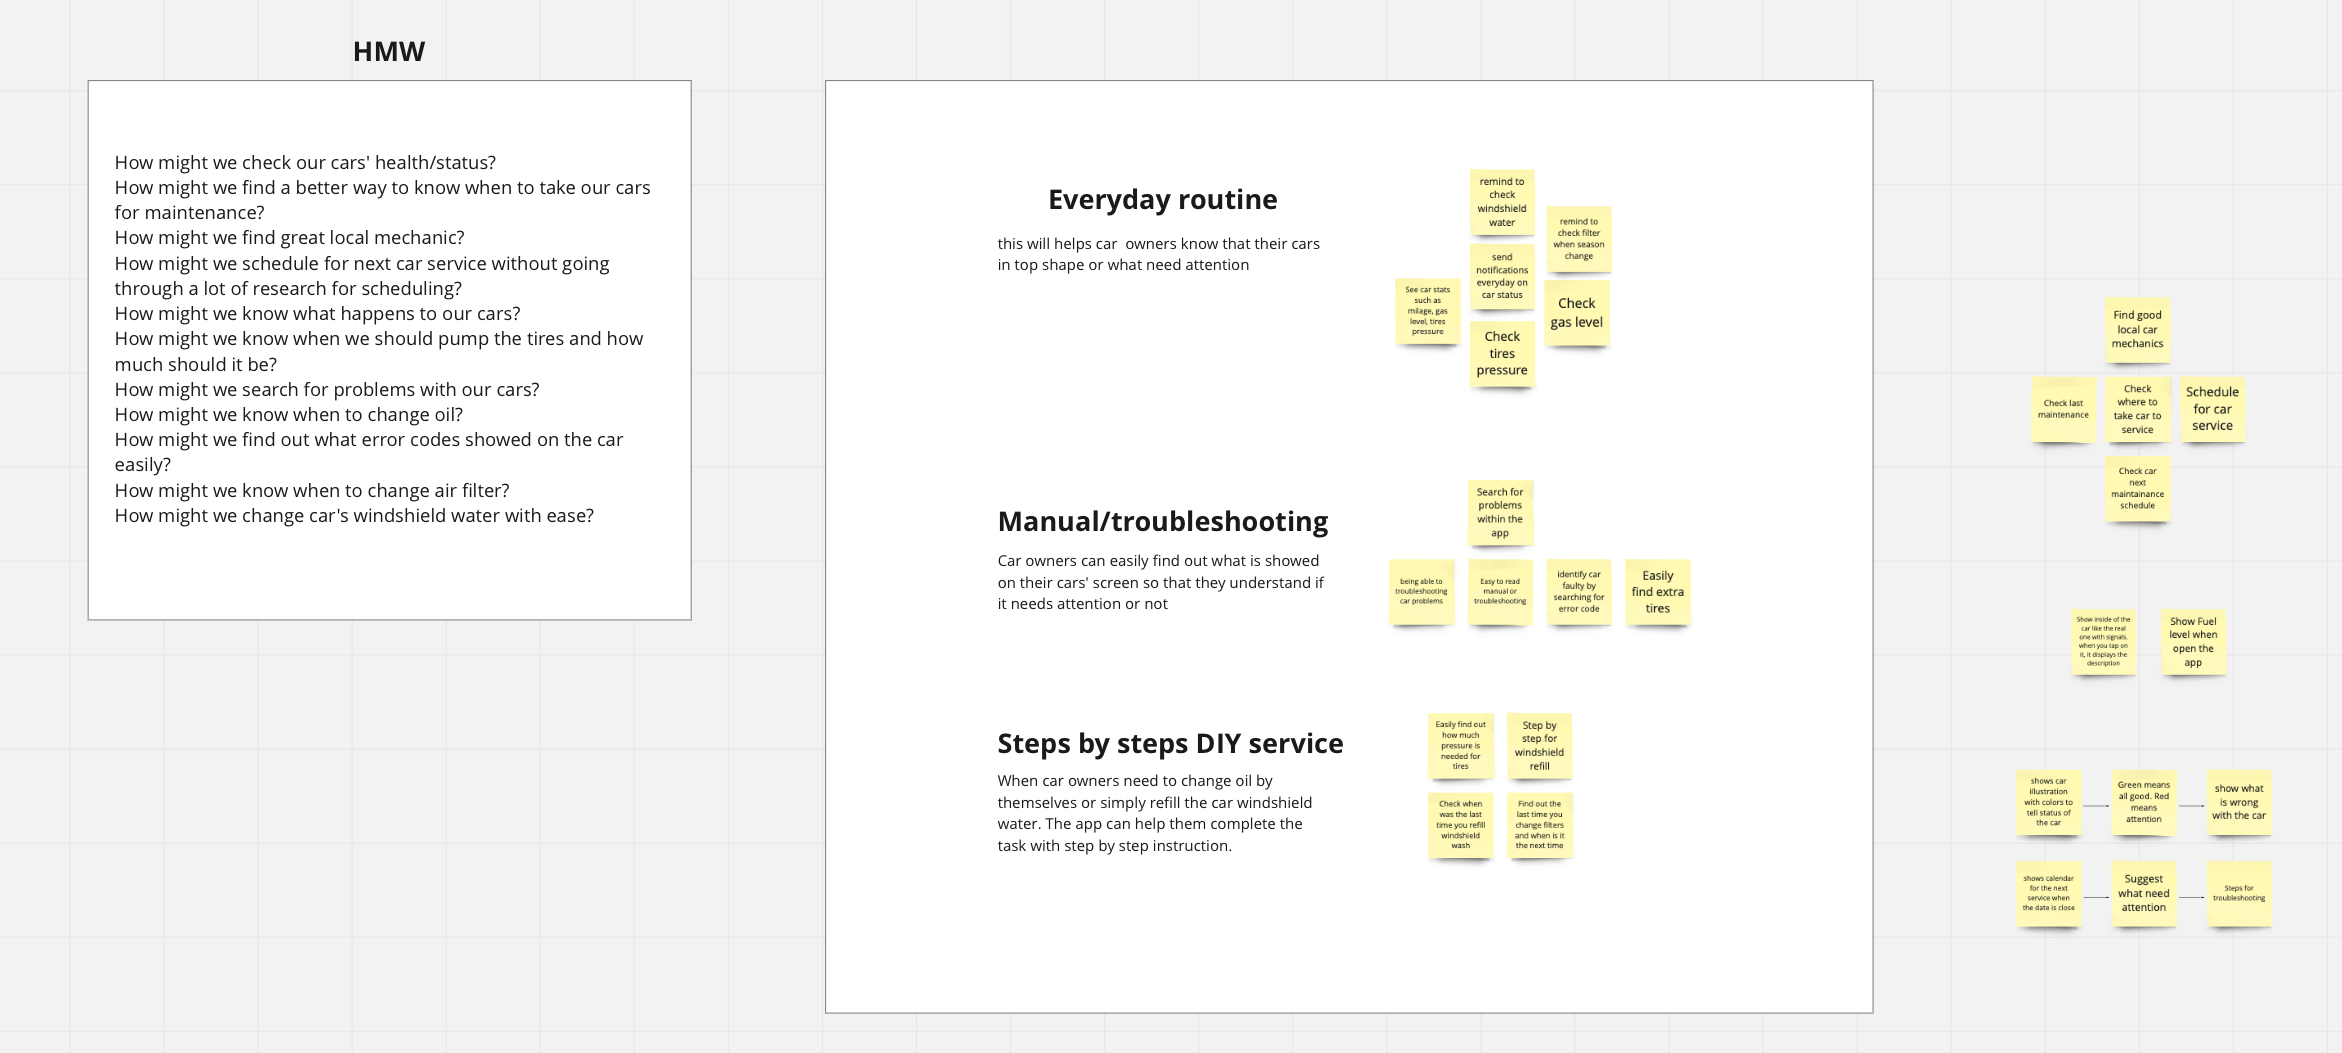 HMW
How might we check our cars' health/status?
How might we find a better way to know when to take our cars
for maintenance?
How might we find great local mechanic?
How might we schedule for next car service without going
through a lot of research for scheduling?
How might we know what happens to our cars?
How might we know when we should pump the tires and how
much should it be?
How might we search for problems with our cars?
How might we know when to change oil?
How might we find out what error codes showed on the car
easily?
How might we know when to change air filter?
How might we change car's windshield water with ease?
Everyday routine
this will helps car  owners know that their cars
in top shape or what need attention
remind to
check
windshield
water
remind to
check filter
when season
change
send
notifications
everyday on
car status
See car stats
such as
milage, gas
level, tires
pressure
Check
gas level
Check
tires
pressure
Manual/troubleshooting
Car owners can easily find out what is showed
on their cars' screen so that they understand if
it needs attention or not
Search for
problems
within the
app
being able to
troubleshooting
car problems
Easy to read
manual or
troubleshooting
identify car
faulty by
searching for
error code
Easily
find extra
tires
Steps by steps DIY service
When car owners need to change oil by
themselves or simply refill the car windshield
water. The app can help them complete the
task with step by step instruction.
Easily find out
how much
pressure is
needed for
tires
Step by
step for
windshield
refill
Check when
was the last
time you refill
windshield
wash
Find out the
last time you
change filters
and when is it
the next time
Find good
local car
mechanics
Check last
maintenance
Check
where to
take car to
service
Schedule
for car
service
Check car
next
maintainance
schedule
Show inside of the
car like the real
one with signals.
when you tap on
it, it displays the
description
Show Fuel
level when
open the
app
shows car
illustration
with colors to
tell status of
the car
Green means
all good. Red
means
attention
show what
is wrong
with the car
shows calendar
for the next
service when
the date is close
Suggest
what need
attention
Steps for
troubleshooting